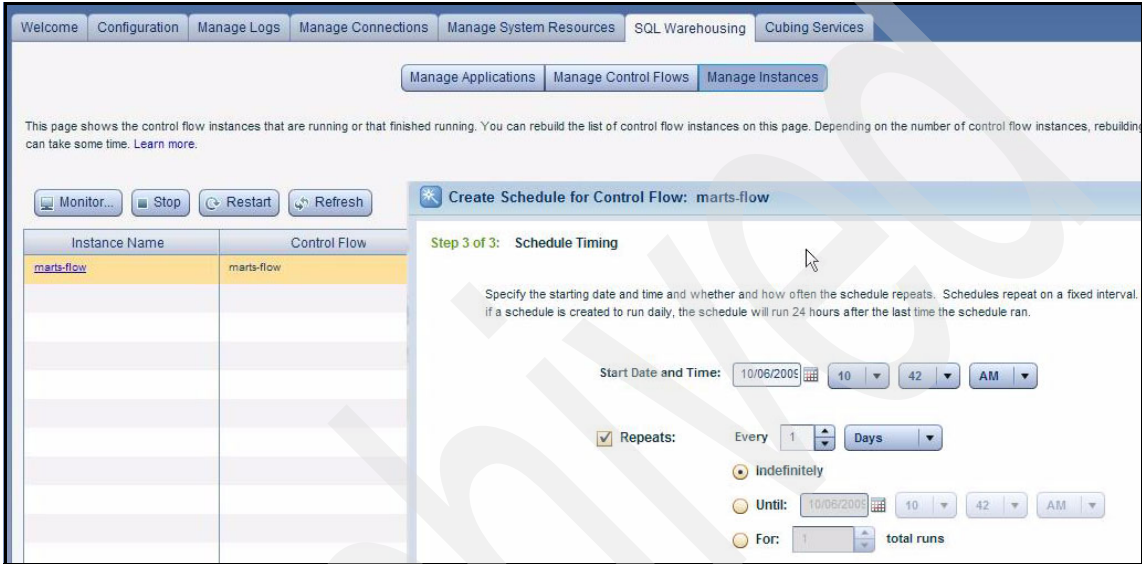 Welcome Configuration Manage Logs Manage Connections Manage System Resources SQL Warehousing Cubing Services
Manage Applications Manage Control Flows Manage Instances
This page shows the control flow instances that are running or that finished running. You can rebuild the list of control flow instances on this page. Depending on the number of control flow instances, rebuilding
can take some time. Learn more.
Monitor... Stop Restart Refresh
Instance Name Control Flow
marts-flow marts-flow
Create Schedule for Control Flow: marts-flow
Step 3 of 3: Schedule Timing
Specify the starting date and time and whether and how often the schedule repeats. Schedules repeat on a fixed interval.
if a schedule is created to run daily, the schedule will run 24 hours after the last time the schedule ran.
Start Date and Time: 10/06/2009 10 42 AM
Repeats: Every 1 Days
Indefinitely
Until: 10/06/2009 10 42 AM
For: 1 total runs